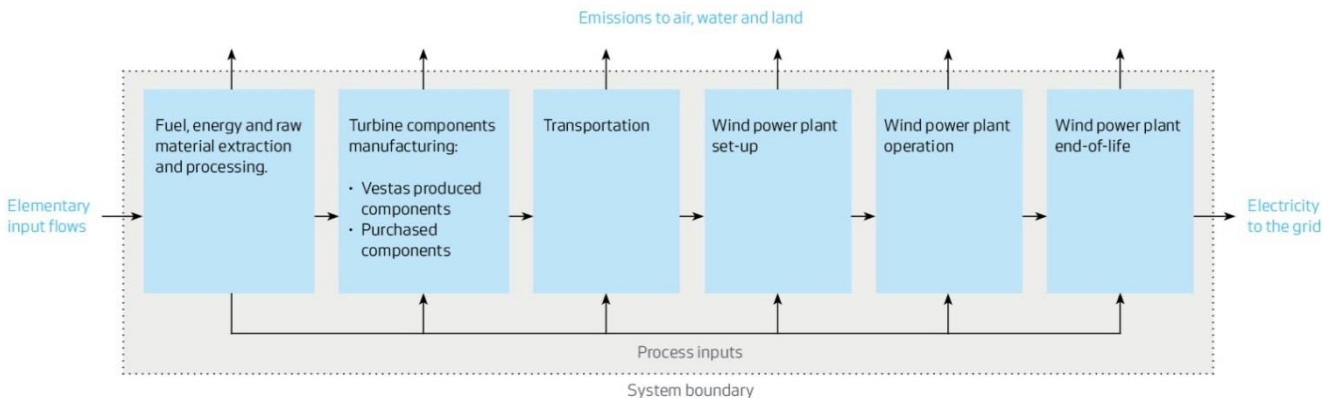 Emissions to air, water and land
Fuel, energy and raw
material extraction
and processing.
Turbine components
manufacturing:
• Vestas produced
components
• Purchased
components
Transportation
Wind power plant
set-up
Wind power plant
operation
Wind power plant
end-of-life
Elementary
input flows
Electricity
to the grid
Process inputs
System boundary